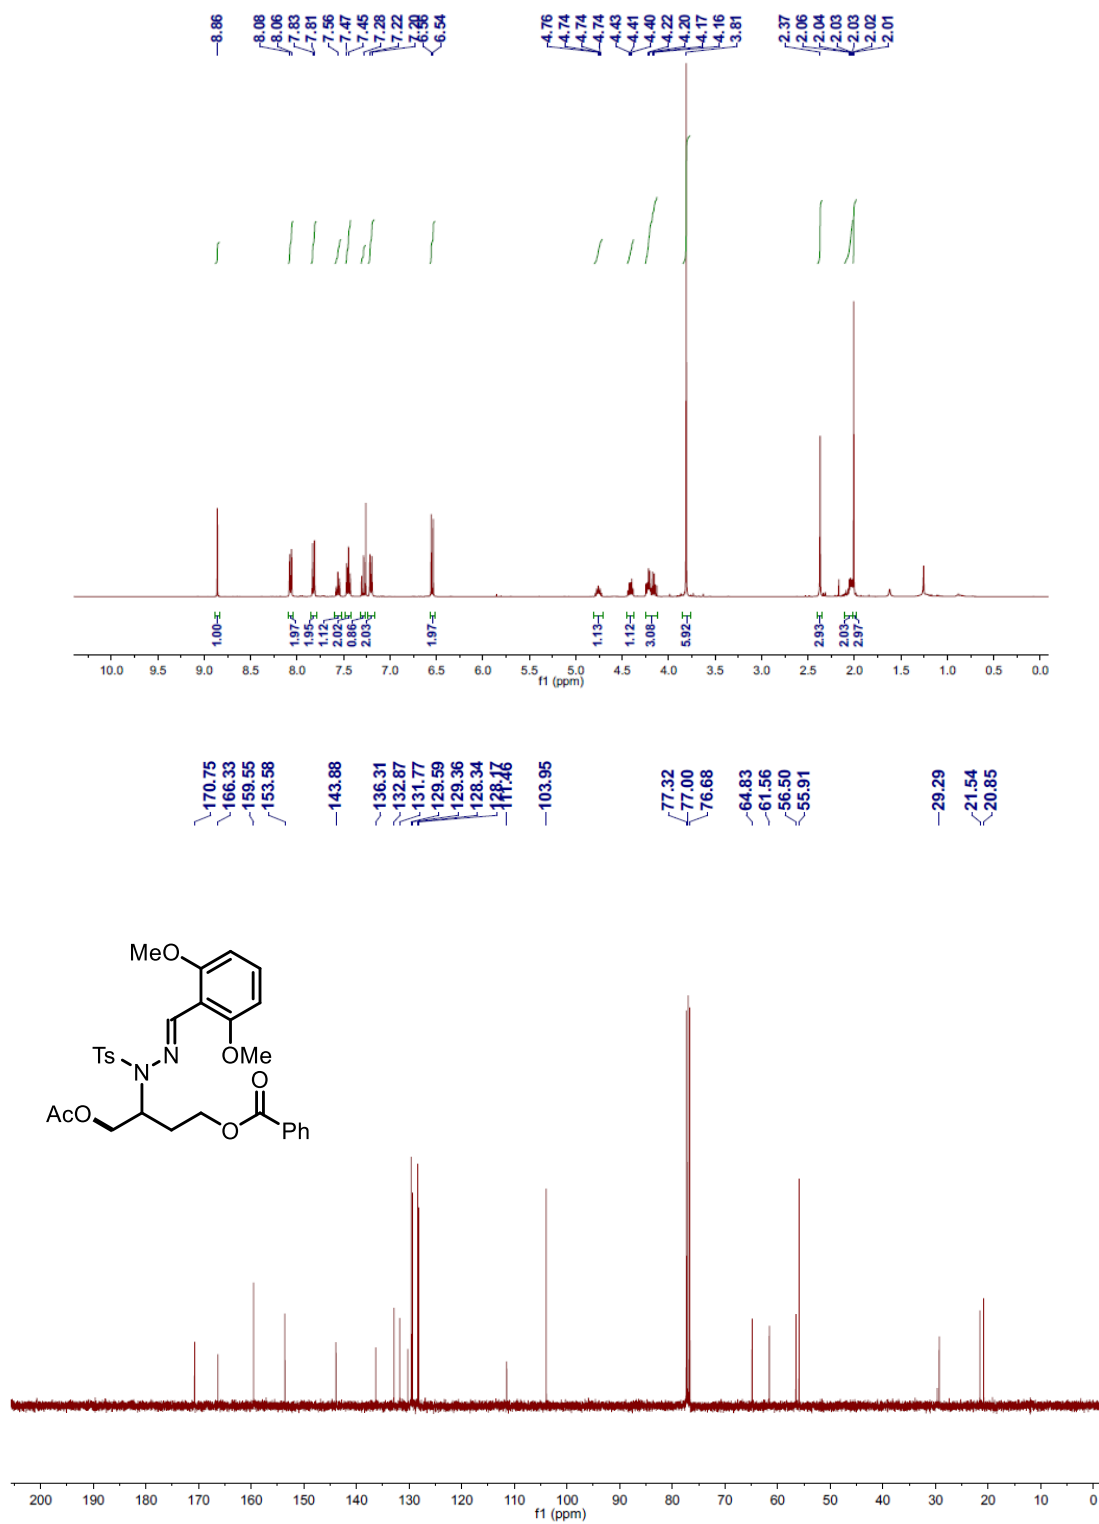 8.86 8.08 8.06 7.83 7.81 7.56 7.47 7.45 7.28 7.22 7.20 6.56 6.54 4.76 4.74 4.74 4.74 4.43 4.41 4.40 4.22 4.20 4.17 4.16 3.81 2.37 2.06 2.04 2.03 2.03 2.02 2.01
1.00 1.97 1.95 1.12 2.02 0.86 2.03 1.97 1.13 1.12 3.08 5.92 2.93 2.03 2.97
10.0 9.5 9.0 8.5 8.0 7.5 7.0 6.5 6.0 5.5 5.0 4.5 4.0 3.5 3.0 2.5 2.0 1.5 1.0 0.5 0.0
f1 (ppm)
170.75 166.33 159.55 153.58 143.88 136.31 132.87 131.77 129.59 129.36 128.34 128.17 111.46 103.95 77.32 77.00 76.68 64.83 61.56 56.50 55.91 29.29 21.54 20.85
MeO
OMe
Ts N N
O
AcO O Ph
200 190 180 170 160 150 140 130 120 110 100 90 80 70 60 50 40 30 20 10 0
f1 (ppm)